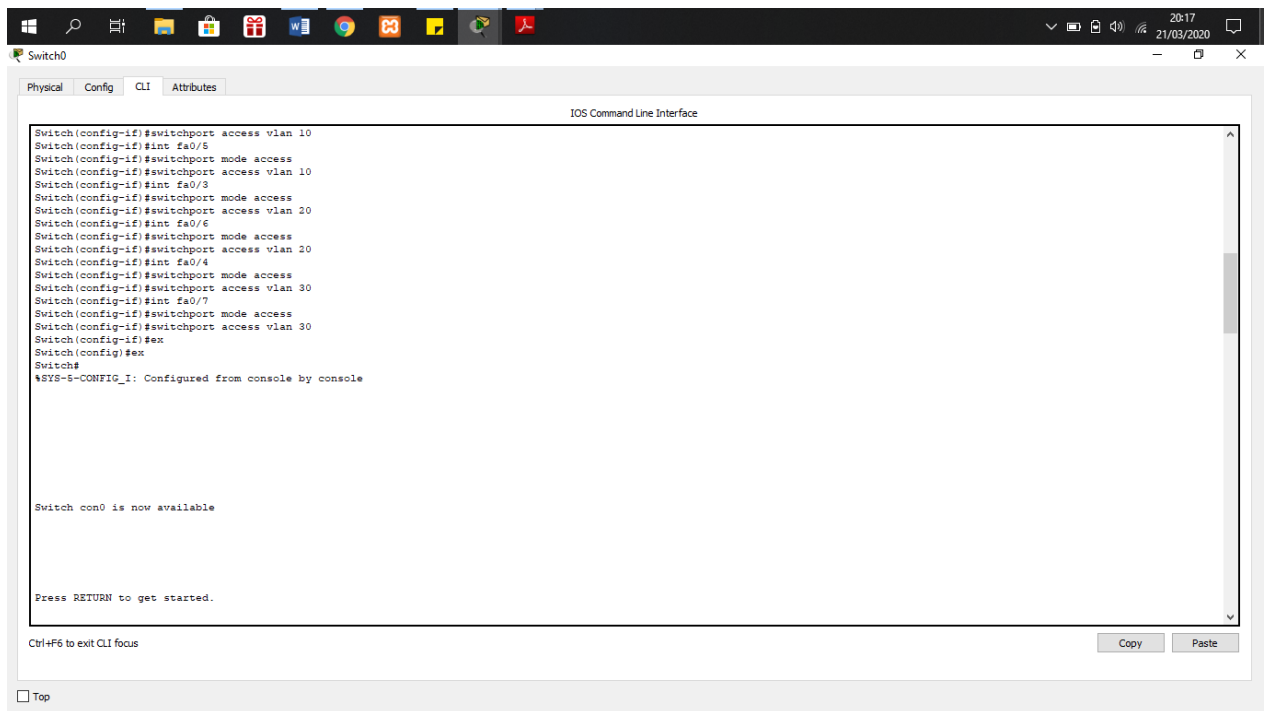 20:17
21/03/2020
Switch0
Physical Config CLI Attributes
IOS Command Line Interface
Switch(config-if)#switchport access vlan 10
Switch(config-if)#int fa0/5
Switch(config-if)#switchport mode access
Switch(config-if)#switchport access vlan 10
Switch(config-if)#int fa0/3
Switch(config-if)#switchport mode access
Switch(config-if)#switchport access vlan 20
Switch(config-if)#int fa0/6
Switch(config-if)#switchport mode access
Switch(config-if)#switchport access vlan 20
Switch(config-if)#int fa0/4
Switch(config-if)#switchport mode access
Switch(config-if)#switchport access vlan 30
Switch(config-if)#int fa0/7
Switch(config-if)#switchport mode access
Switch(config-if)#switchport access vlan 30
Switch(config-if)#ex
Switch(config)#ex
Switch#
%SYS-5-CONFIG_I: Configured from console by console
Switch con0 is now available
Press RETURN to get started.
Ctrl+F6 to exit CLI focus
Copy Paste
Top